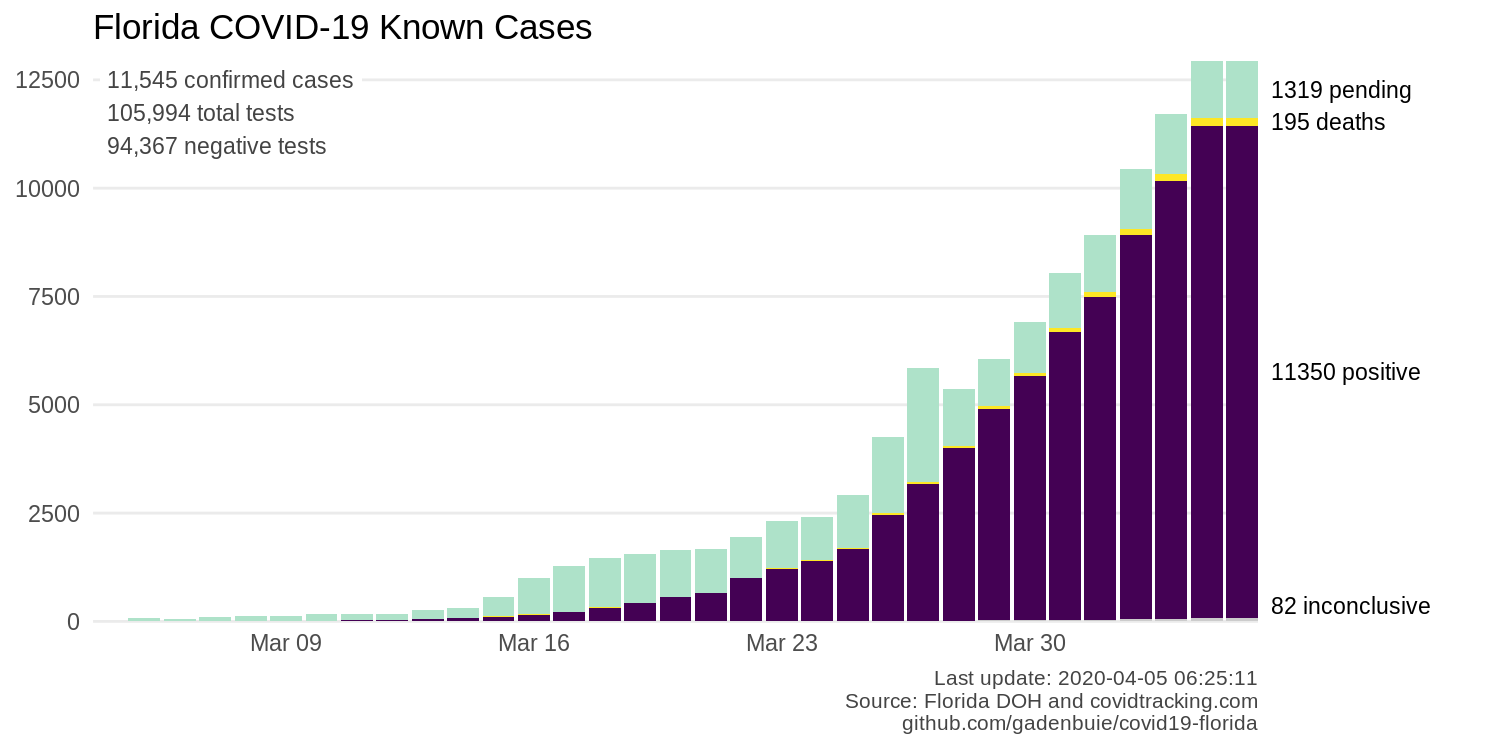 Florida COVID-19 Known Cases
12500
11,545 confirmed cases
105,994 total tests
94,367 negative tests
1319 pending
195 deaths
10000
7500
11350 positive
5000
2500
82 inconclusive
0
Mar 09 Mar 16 Mar 23 Mar 30
Last update: 2020-04-05 06:25:11
Source: Florida DOH and covidtracking.com
github.com/gadenbuie/covid19-florida